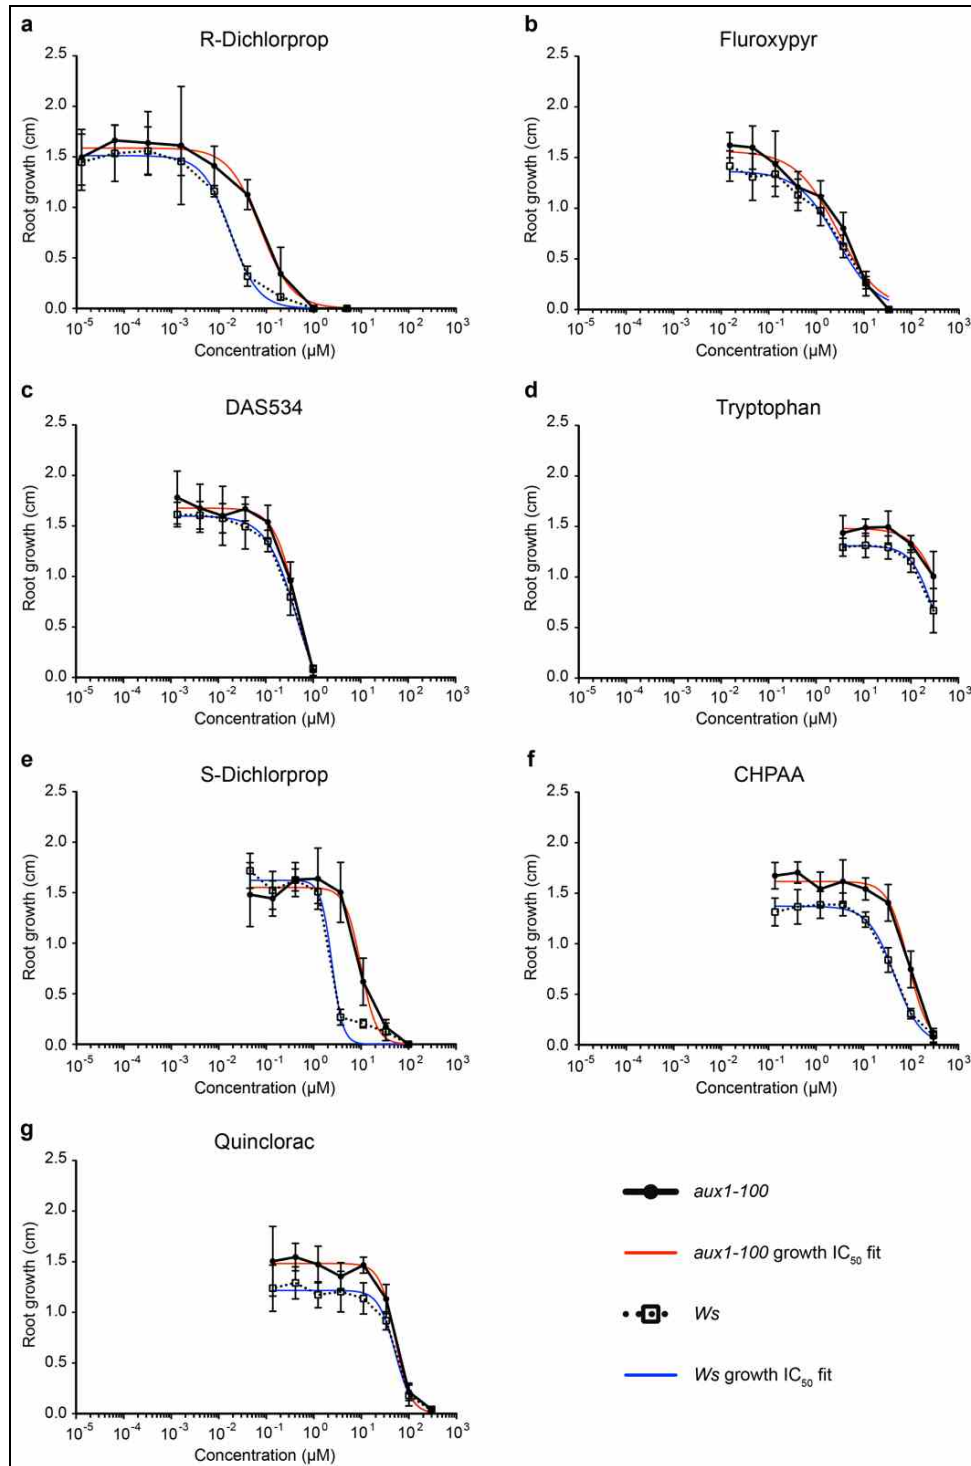 a
R-Dichlorprop
2.5
2.0
1.5
1.0
0.5
0.0
Root growth (cm)
10⁻⁵ 10⁻⁴ 10⁻³ 10⁻² 10⁻¹ 10⁰ 10¹ 10² 10³
Concentration (µM)
b
Fluroxypyr
2.5
2.0
1.5
1.0
0.5
0.0
Root growth (cm)
10⁻⁵ 10⁻⁴ 10⁻³ 10⁻² 10⁻¹ 10⁰ 10¹ 10² 10³
Concentration (µM)
c
DAS534
2.5
2.0
1.5
1.0
0.5
0.0
Root growth (cm)
10⁻⁵ 10⁻⁴ 10⁻³ 10⁻² 10⁻¹ 10⁰ 10¹ 10² 10³
Concentration (µM)
d
Tryptophan
2.5
2.0
1.5
1.0
0.5
0.0
Root growth (cm)
10⁻⁵ 10⁻⁴ 10⁻³ 10⁻² 10⁻¹ 10⁰ 10¹ 10² 10³
Concentration (µM)
e
S-Dichlorprop
2.5
2.0
1.5
1.0
0.5
0.0
Root growth (cm)
10⁻⁵ 10⁻⁴ 10⁻³ 10⁻² 10⁻¹ 10⁰ 10¹ 10² 10³
Concentration (µM)
f
CHPAA
2.5
2.0
1.5
1.0
0.5
0.0
Root growth (cm)
10⁻⁵ 10⁻⁴ 10⁻³ 10⁻² 10⁻¹ 10⁰ 10¹ 10² 10³
Concentration (µM)
g
Quinclorac
2.5
2.0
1.5
1.0
0.5
0.0
Root growth (cm)
10⁻⁵ 10⁻⁴ 10⁻³ 10⁻² 10⁻¹ 10⁰ 10¹ 10² 10³
Concentration (µM)
aux1-100
aux1-100 growth IC₅₀ fit
Ws
Ws growth IC₅₀ fit